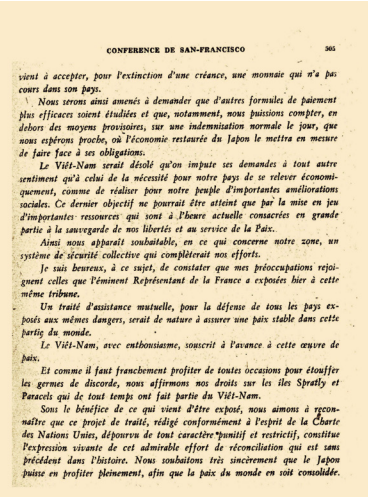 CONFERENCE DE SAN-FRANCISCO 505
vient à accepter, pour l'extinction d'une créance, une monnaie qui n'a pas
cours dans son pays.
Nous serons ainsi amenés à demander que d'autres formules de paiement
plus efficaces soient étudiées et que, notamment, nous puissions compter, en
dehors des moyens provisoires, sur une indemnisation normale le jour, que
nous espérons proche, où l'économie restaurée du Japon le mettra en mesure
de faire face à ses obligations.
Le Viêt-Nam serait désolé qu'on impute ses demandes à tout autre
sentiment qu'à celui de la nécessité pour notre pays de se relever économi-
quement, comme de réaliser pour notre peuple d'importantes améliorations
sociales. Ce dernier objectif ne pourrait être atteint que par la mise en jeu
d'importantes ressources qui sont à l'heure actuelle consacrées en grande
partie à la sauvegarde de nos libertés et au service de la Paix.
Ainsi nous apparaît souhaitable, en ce qui concerne notre zone, un
système de sécurité collective qui complèterait nos efforts.
Je suis heureux, à ce sujet, de constater que mes préoccupations rejoi-
gnent celles que l'éminent Représentant de la France a exposées hier à cette
même tribune.
Un traité d'assistance mutuelle, pour la défense de tous les pays ex-
posés aux mêmes dangers, serait de nature à assurer une paix stable dans cette
partie du monde.
Le Viêt-Nam, avec enthousiasme, souscrit à l'avance à cette œuvre de
paix.
Et comme il faut franchement profiter de toutes occasions pour étouffer
les germes de discorde, nous affirmons nos droits sur les îles Spratly et
Paracels qui de tout temps ont fait partie du Viêt-Nam.
Sous le bénéfice de ce qui vient d'être exposé, nous aimons à recon-
naître que ce projet de traité, rédigé conformément à l'esprit de la Charte
des Nations Unies, dépourvu de tout caractère punitif et restrictif, constitue
l'expression vivante de cet admirable effort de réconciliation qui est sans
précédent dans l'histoire. Nous souhaitons très sincèrement que le Japon
puisse en profiter pleinement, afin que la paix du monde en soit consolidée.